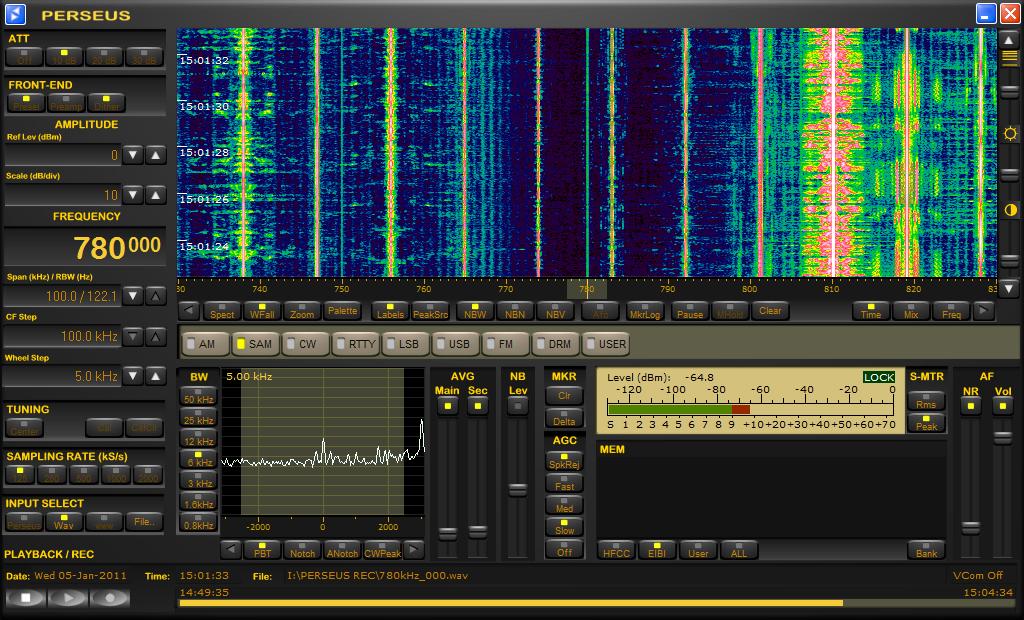 PERSEUS
ATT
Off 10 dB 20 dB 30 dB
FRONT-END
Presel Preamp Dither
AMPLITUDE
Ref Lev (dBm)
0
Scale (dB/div)
10
FREQUENCY
780000
Span (kHz) / RBW (Hz)
100.0 / 122.1
CF Step
100.0 kHz
Wheel Step
5.0 kHz
TUNING
Center Cal CalClr
SAMPLING RATE (kS/s)
125 250 500 1000 2000
INPUT SELECT
Perseus Wav File..
15:01:32
15:01:30
15:01:28
15:01:26
15:01:24
30 740 750 760 770 780 790 800 810 820 83
Spect WFall Zoom Palette Labels PeakSrc NBW NBN NBV Afc MkrLog Pause MHold Clear Time Mix Freq
AM SAM CW RTTY LSB USB FM DRM USER
BW
50 kHz
25 kHz
12 kHz
6 kHz
3 kHz
1.6kHz
0.8kHz
5.00 kHz
-2000 0 2000
PBT Notch ANotch CWPeak
AVG
Main Sec
NB
Lev
MKR
Clr
Delta
AGC
SpkRej
Fast
Med
Slow
Off
Level (dBm): -64.8 LOCK
-120 -100 -80 -60 -40 -20 0
S 1 2 3 4 5 6 7 8 9 +10+20+30+40+50+60+70
S-MTR
Rms
Peak
AF
NR Vol
MEM
HFCC EIBI User ALL Bank
PLAYBACK / REC
Date: Wed 05-Jan-2011 Time: 15:01:33 File: I:\PERSEUS REC\780kHz_000.wav VCom Off
14:49:35 15:04:34